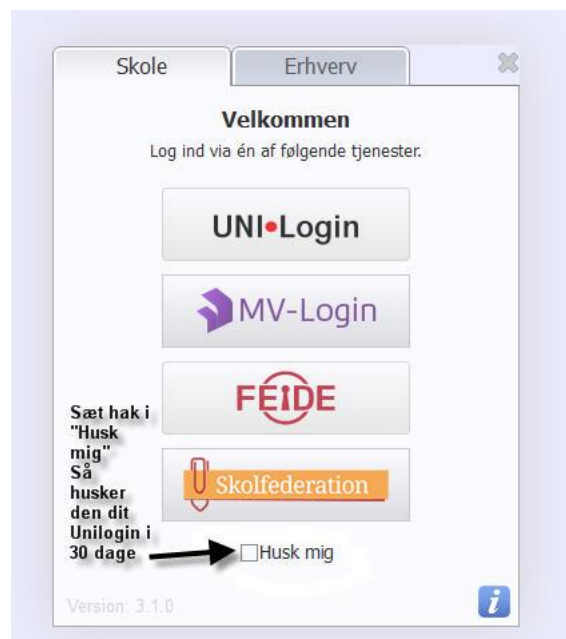 Skole
Erhverv
Velkommen
Log ind via én af følgende tjenester.
UNI•Login
MV-Login
FEIDE
Skolfederation
Sæt hak i
"Husk
mig"
Så
husker
den dit
Unilogin i
30 dage
Husk mig
Version: 3.1.0
i